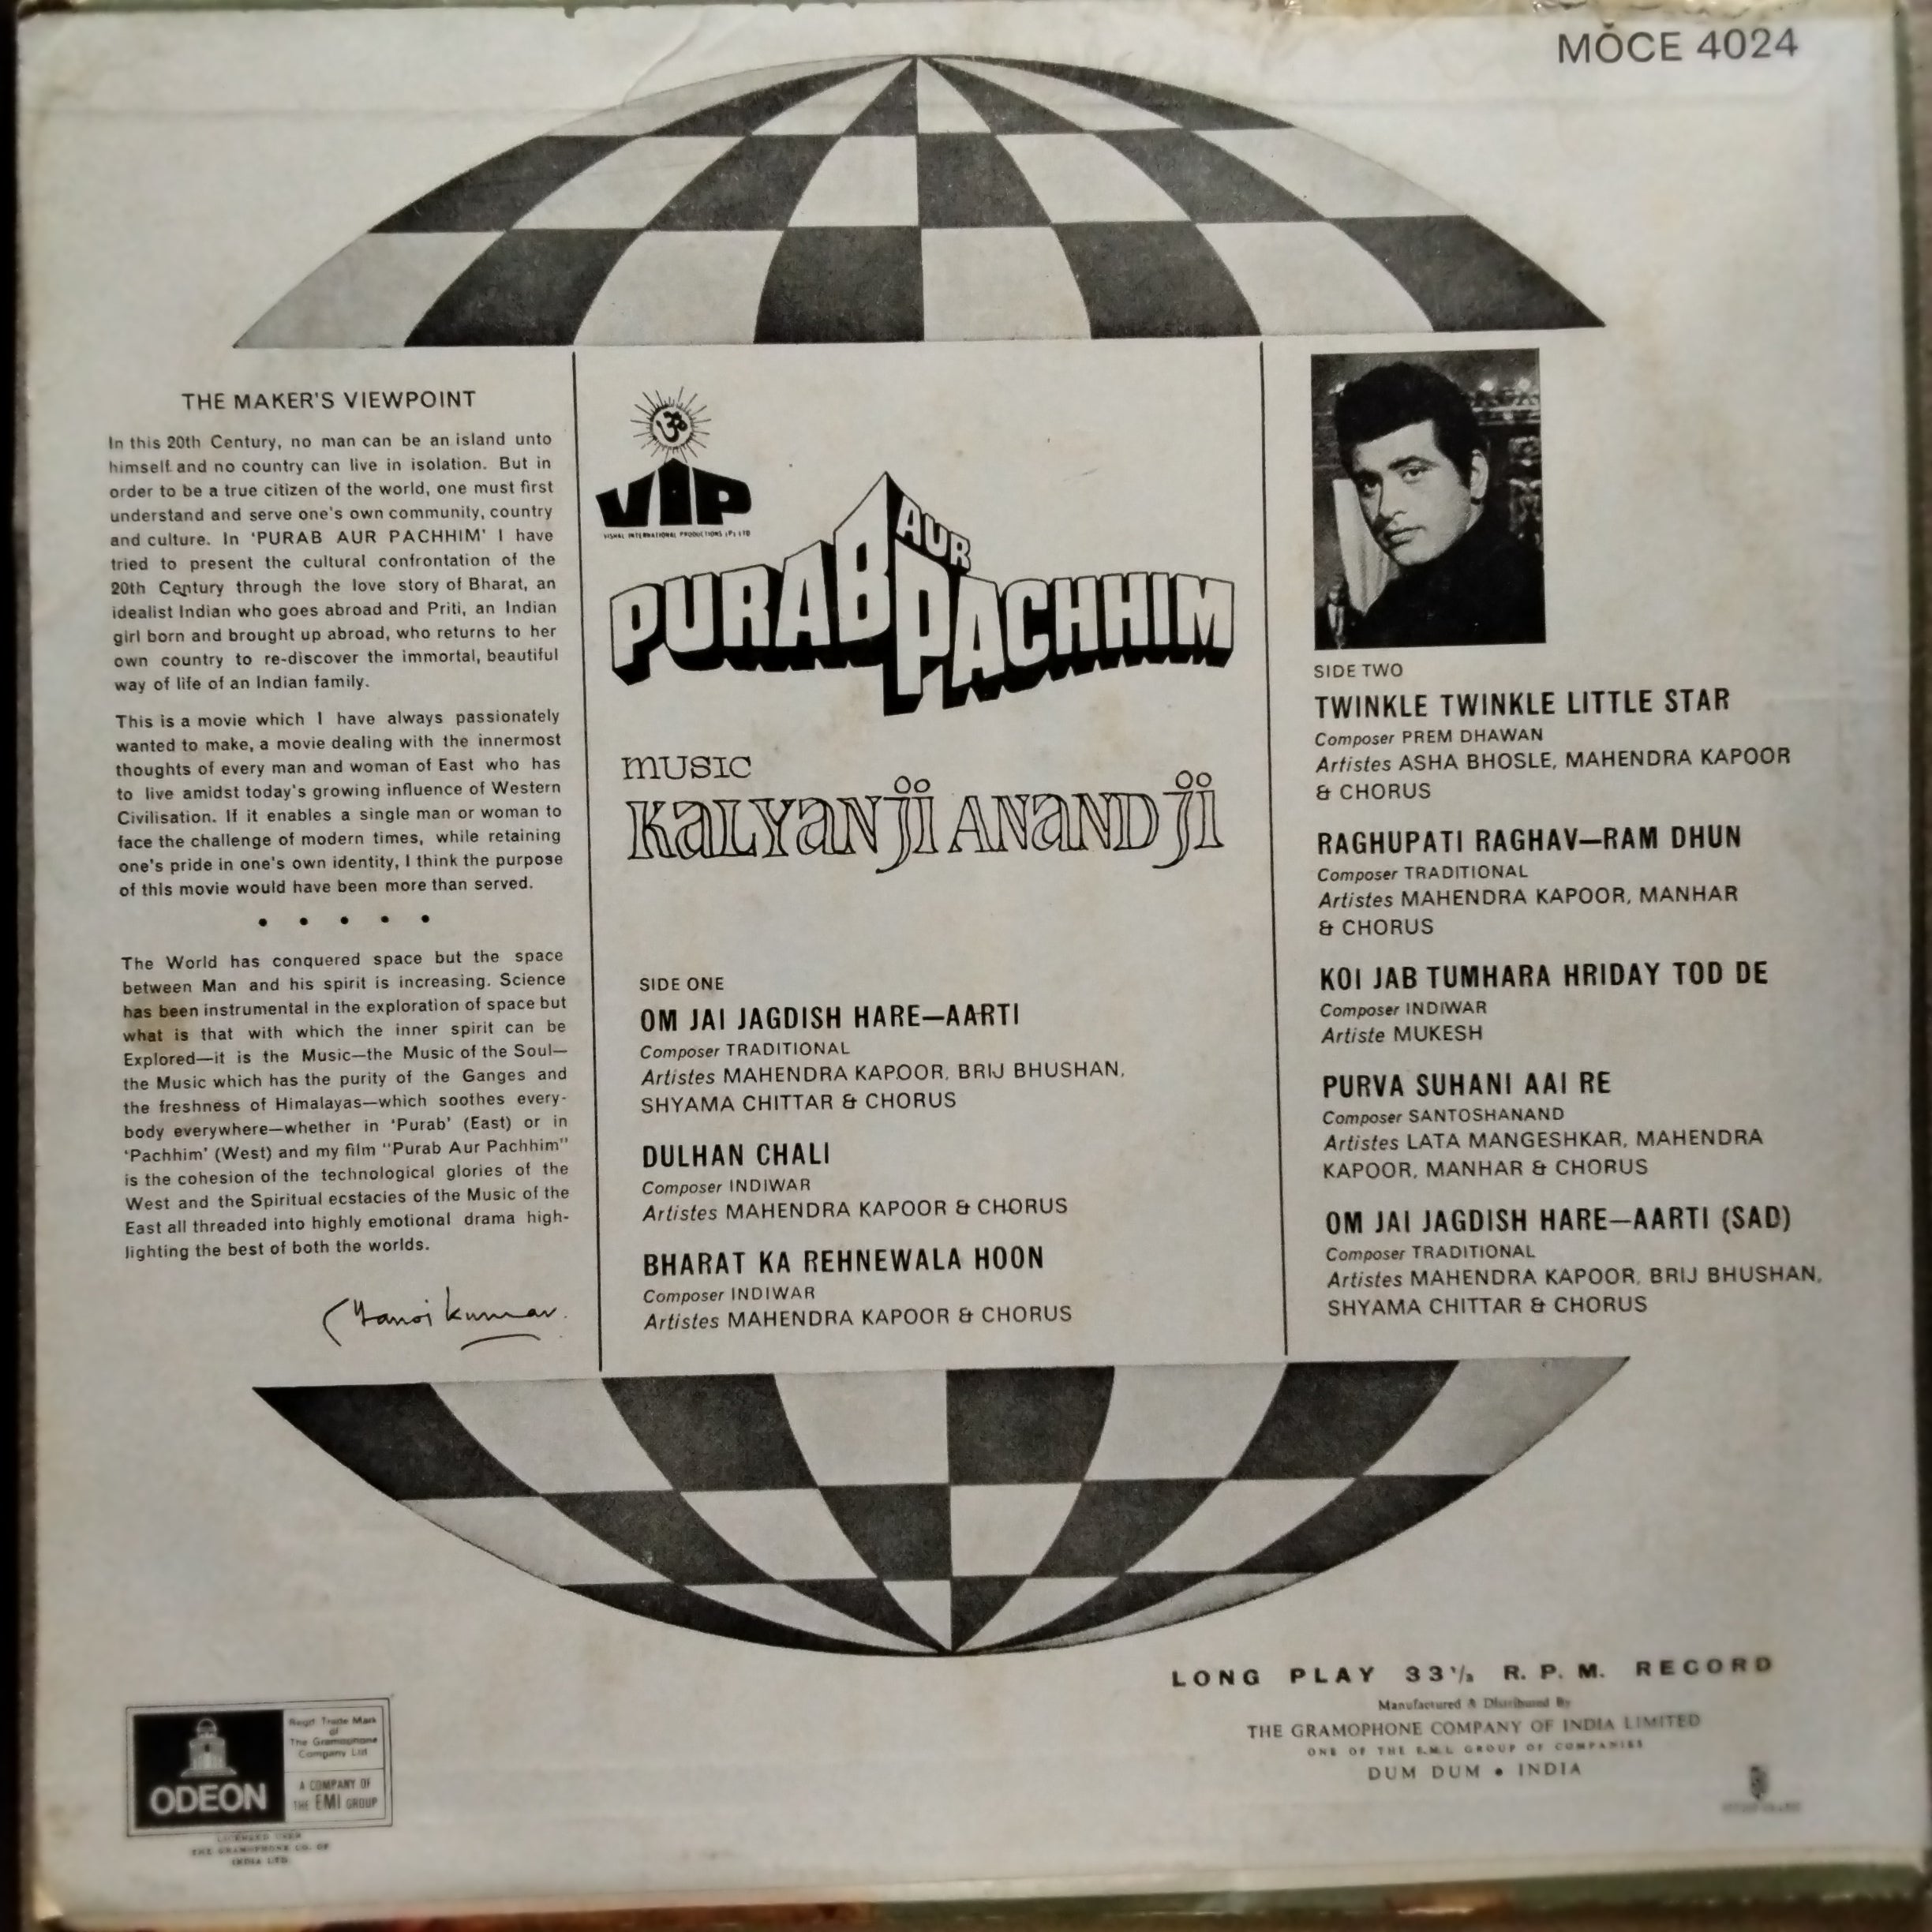 MOCE 4024
THE MAKER'S VIEWPOINT
In this 20th Century, no man can be an island unto
himself and no country can live in isolation. But in
order to be a true citizen of the world, one must first
understand and serve one's own community, country
and culture. In 'PURAB AUR PACHHIM' I have
tried to present the cultural confrontation of the
20th Century through the love story of Bharat, an
idealist Indian who goes abroad and Priti, an Indian
girl born and brought up abroad, who returns to her
own country to re-discover the immortal, beautiful
way of life of an Indian family.
This is a movie which I have always passionately
wanted to make, a movie dealing with the innermost
thoughts of every man and woman of East who has
to live amidst today's growing influence of Western
Civilisation. If it enables a single man or woman to
face the challenge of modern times, while retaining
one's pride in one's own identity, I think the purpose
of this movie would have been more than served.
• • • • •
The World has conquered space but the space
between Man and his spirit is increasing. Science
has been instrumental in the exploration of space but
what is that with which the inner spirit can be
Explored—it is the Music—the Music of the Soul—
the Music which has the purity of the Ganges and
the freshness of Himalayas—which soothes every-
body everywhere—whether in 'Purab' (East) or in
'Pachhim' (West) and my film "Purab Aur Pachhim"
is the cohesion of the technological glories of the
West and the Spiritual ecstacies of the Music of the
East all threaded into highly emotional drama high-
lighting the best of both the worlds.
Manoj Kumar.
ॐ
VIP
VISHAL INTERNATIONAL PRODUCTIONS (P) LTD
PURAB AUR PACHHIM
MUSIC
KALYANJI ANANDJI
SIDE ONE
OM JAI JAGDISH HARE—AARTI
Composer TRADITIONAL
Artistes MAHENDRA KAPOOR, BRIJ BHUSHAN,
SHYAMA CHITTAR & CHORUS
DULHAN CHALI
Composer INDIWAR
Artistes MAHENDRA KAPOOR & CHORUS
BHARAT KA REHNEWALA HOON
Composer INDIWAR
Artistes MAHENDRA KAPOOR & CHORUS
SIDE TWO
TWINKLE TWINKLE LITTLE STAR
Composer PREM DHAWAN
Artistes ASHA BHOSLE, MAHENDRA KAPOOR
& CHORUS
RAGHUPATI RAGHAV—RAM DHUN
Composer TRADITIONAL
Artistes MAHENDRA KAPOOR, MANHAR
& CHORUS
KOI JAB TUMHARA HRIDAY TOD DE
Composer INDIWAR
Artiste MUKESH
PURVA SUHANI AAI RE
Composer SANTOSHANAND
Artistes LATA MANGESHKAR, MAHENDRA
KAPOOR, MANHAR & CHORUS
OM JAI JAGDISH HARE—AARTI (SAD)
Composer TRADITIONAL
Artistes MAHENDRA KAPOOR, BRIJ BHUSHAN,
SHYAMA CHITTAR & CHORUS
LONG PLAY 33⅓ R. P. M. RECORD
Manufactured & Distributed By
THE GRAMOPHONE COMPANY OF INDIA LIMITED
ONE OF THE E.M.I. GROUP OF COMPANIES
DUM DUM • INDIA
ODEON
Regd. Trade Mark
of
The Gramophone
Company Ltd.
A COMPANY OF
THE EMI GROUP
LICENSED USER
THE GRAMOPHONE CO. OF
INDIA LTD.